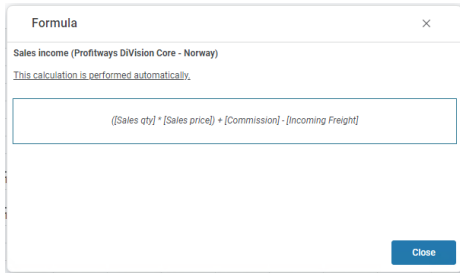 Formula
Sales income (Profitways DiVision Core - Norway)
This calculation is performed automatically.
([Sales qty] * [Sales price]) + [Commission] - [Incoming Freight]
Close